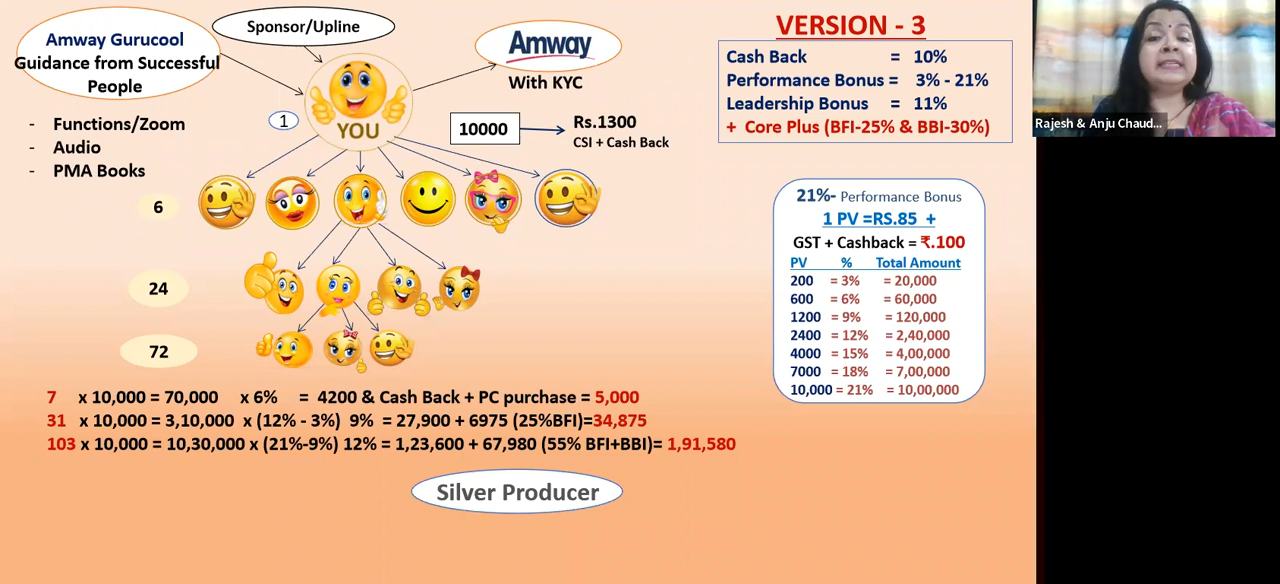 Amway Gurucool
Guidance from Successful
People
- Functions/Zoom
- Audio
- PMA Books
Sponsor/Upline
YOU
1
Amway
With KYC
10000
Rs.1300
CSI + Cash Back
6
24
72
7 x 10,000 = 70,000 x 6% = 4200 & Cash Back + PC purchase = 5,000
31 x 10,000 = 3,10,000 x (12% - 3%) 9% = 27,900 + 6975 (25%BFI)=34,875
103 x 10,000 = 10,30,000 x (21%-9%) 12% = 1,23,600 + 67,980 (55% BFI+BBI)= 1,91,580
Silver Producer
VERSION - 3
Cash Back = 10%
Performance Bonus = 3% - 21%
Leadership Bonus = 11%
+ Core Plus (BFI-25% & BBI-30%)
21%- Performance Bonus
1 PV =RS.85 +
GST + Cashback = ₹.100
PV % Total Amount
200 = 3% = 20,000
600 = 6% = 60,000
1200 = 9% = 120,000
2400 = 12% = 2,40,000
4000 = 15% = 4,00,000
7000 = 18% = 7,00,000
10,000 = 21% = 10,00,000
Rajesh & Anju Chaud...